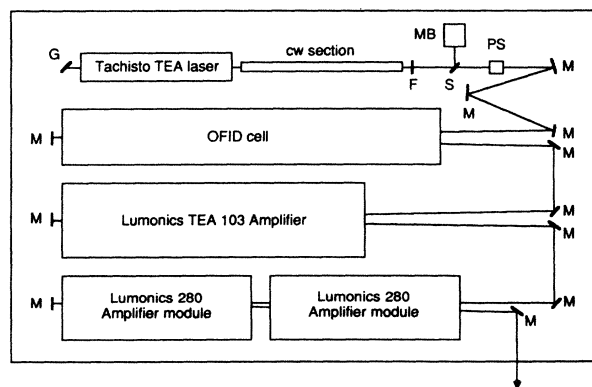 MB
PS
cw section
G
Tachisto TEA laser
F
S
M
M
M
OFID cell
M
M
M
Lumonics TEA 103 Amplifier
M
M
M
Lumonics 280
Amplifier module
Lumonics 280
Amplifier module
M
M